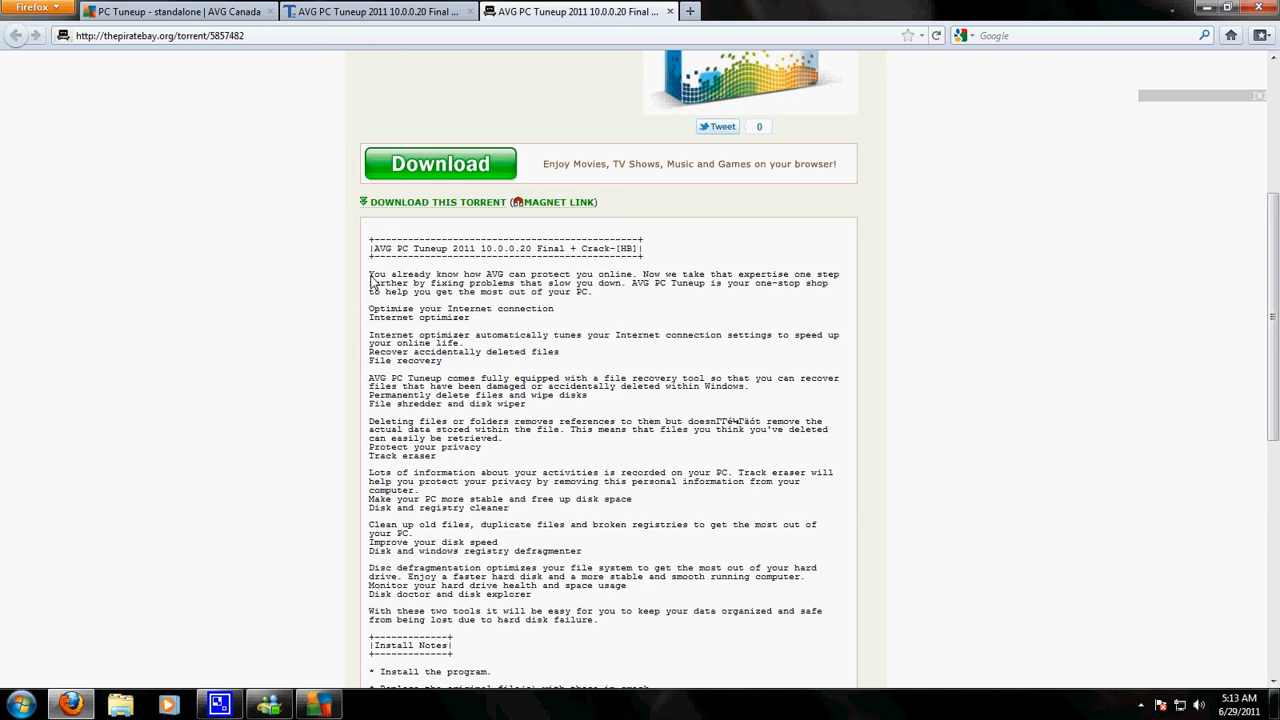 Firefox
PC Tuneup - standalone | AVG Canada
AVG PC Tuneup 2011 10.0.0.20 Final ...
AVG PC Tuneup 2011 10.0.0.20 Final ...
http://thepiratebay.org/torrent/5857482
Google
[X]
Tweet 0
Download
Enjoy Movies, TV Shows, Music and Games on your browser!
DOWNLOAD THIS TORRENT (MAGNET LINK)
+-----------------------------------------------+
|AVG PC Tuneup 2011 10.0.0.20 Final + Crack-[HB]|
+-----------------------------------------------+
You already know how AVG can protect you online. Now we take that expertise one step
further by fixing problems that slow you down. AVG PC Tuneup is your one-stop shop
to help you get the most out of your PC.
Optimize your Internet connection
Internet optimizer
Internet optimizer automatically tunes your Internet connection settings to speed up
your online life.
Recover accidentally deleted files
File recovery
AVG PC Tuneup comes fully equipped with a file recovery tool so that you can recover
files that have been damaged or accidentally deleted within Windows.
Permanently delete files and wipe disks
File shredder and disk wiper
Deleting files or folders removes references to them but remove the
actual data stored within the file. This means that files you think you've deleted
can easily be retrieved.
Protect your privacy
Track eraser
Lots of information about your activities is recorded on your PC. Track eraser will
help you protect your privacy by removing this personal information from your
computer.
Make your PC more stable and free up disk space
Disk and registry cleaner
Clean up old files, duplicate files and broken registries to get the most out of
your PC.
Improve your disk speed
Disk and windows registry defragmenter
Disc defragmentation optimizes your file system to get the most out of your hard
drive. Enjoy a faster hard disk and a more stable and smooth running computer.
Monitor your hard drive health and space usage
Disk doctor and disk explorer
With these two tools it will be easy for you to keep your data organized and safe
from being lost due to hard disk failure.
+-------------+
|Install Notes|
+-------------+
* Install the program.
5:13 AM
6/29/2011